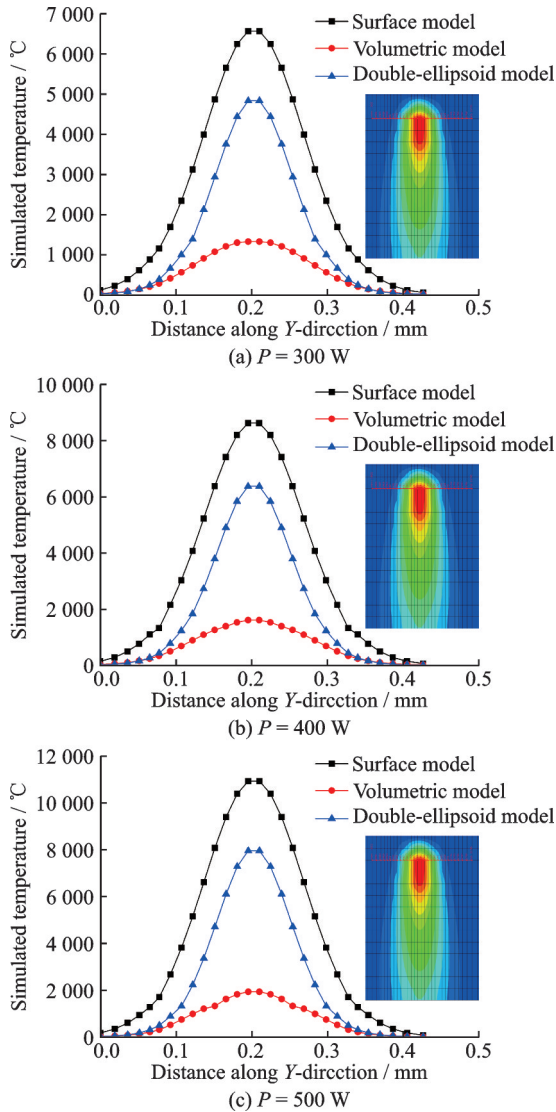 7 000
6 000
5 000
4 000
3 000
2 000
1 000
0
Simulated temperature / ℃
Surface model
Volumetric model
Double-ellipsoid model
0.0 0.1 0.2 0.3 0.4 0.5
Distance along Y-dircction / mm
(a) P = 300 W
10 000
8 000
6 000
4 000
2 000
0
Simulated temperature / ℃
Surface model
Volumetric model
Double-ellipsoid model
0.0 0.1 0.2 0.3 0.4 0.5
Distance along Y-dircction / mm
(b) P = 400 W
12 000
10 000
8 000
6 000
4 000
2 000
0
Simulated temperature / ℃
Surface model
Volumetric model
Double-ellipsoid model
0.0 0.1 0.2 0.3 0.4 0.5
Distance along Y-dircction / mm
(c) P = 500 W